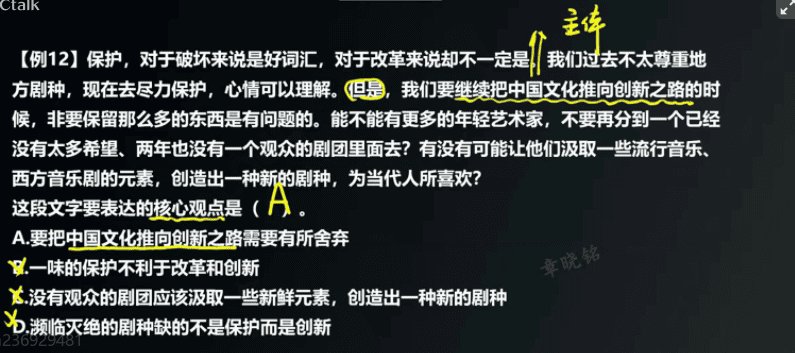 Ctalk
主体
【例12】保护，对于破坏来说是好词汇，对于改革来说却不一定是。我们过去不太尊重地
方剧种，现在去尽力保护，心情可以理解。但是，我们要继续把中国文化推向创新之路的时
候，非要保留那么多的东西是有问题的。能不能有更多的年轻艺术家，不要再分到一个已经
没有太多希望、两年也没有一个观众的剧团里面去？有没有可能让他们汲取一些流行音乐、
西方音乐剧的元素，创造出一种新的剧种，为当代人所喜欢？
这段文字要表达的核心观点是（ A ）。
A.要把中国文化推向创新之路需要有所舍弃
B.一味的保护不利于改革和创新
C.没有观众的剧团应该汲取一些新鲜元素，创造出一种新的剧种
D.濒临灭绝的剧种缺的不是保护而是创新
章晓铭
236929481